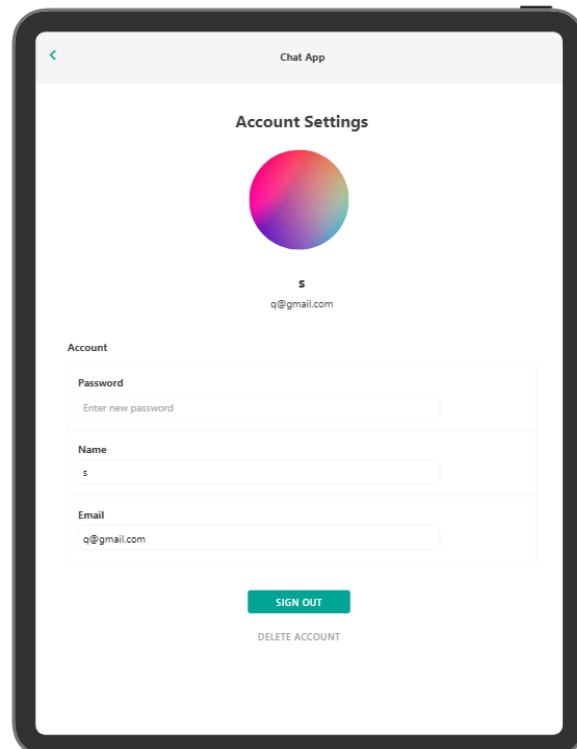 Chat App
Account Settings
s
q@gmail.com
Account
Password
Enter new password
Name
s
Email
q@gmail.com
SIGN OUT
DELETE ACCOUNT